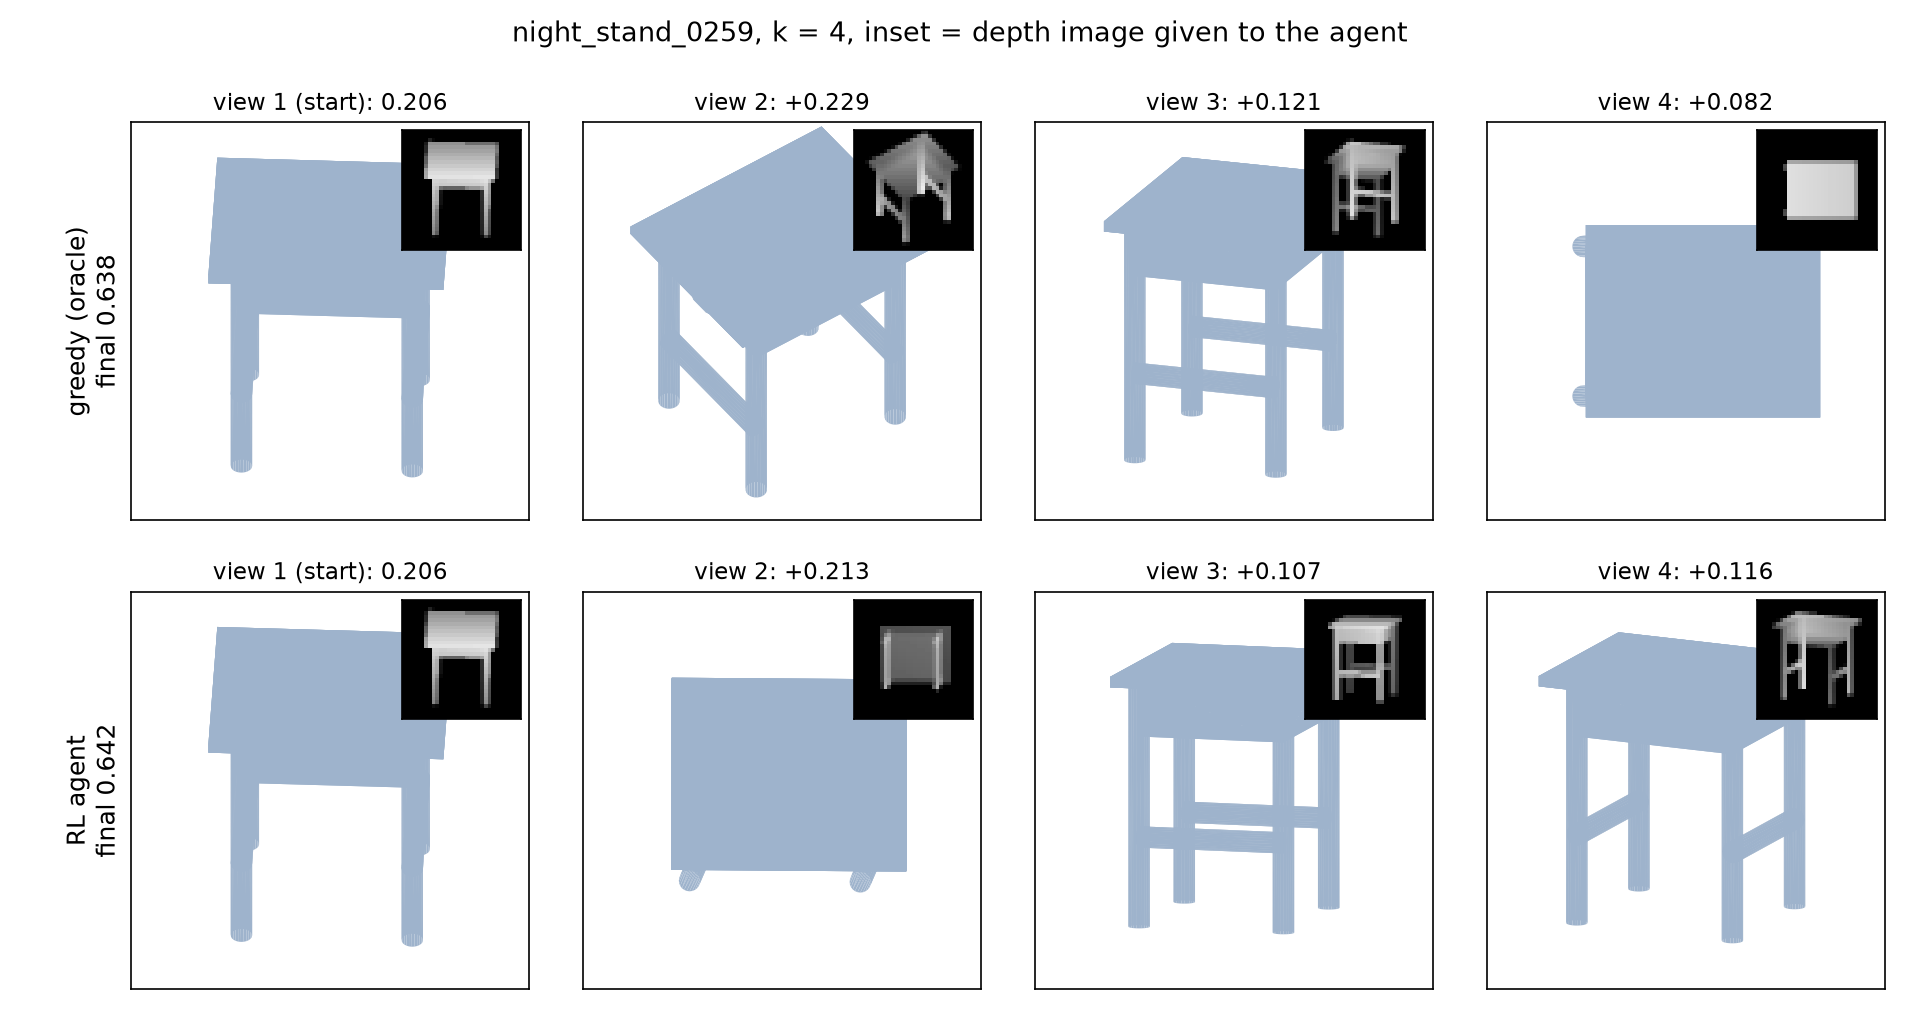 night_stand_0259, k = 4, inset = depth image given to the agent
greedy (oracle)
final 0.638
view 1 (start): 0.206
view 2: +0.229
view 3: +0.121
view 4: +0.082
RL agent
final 0.642
view 1 (start): 0.206
view 2: +0.213
view 3: +0.107
view 4: +0.116